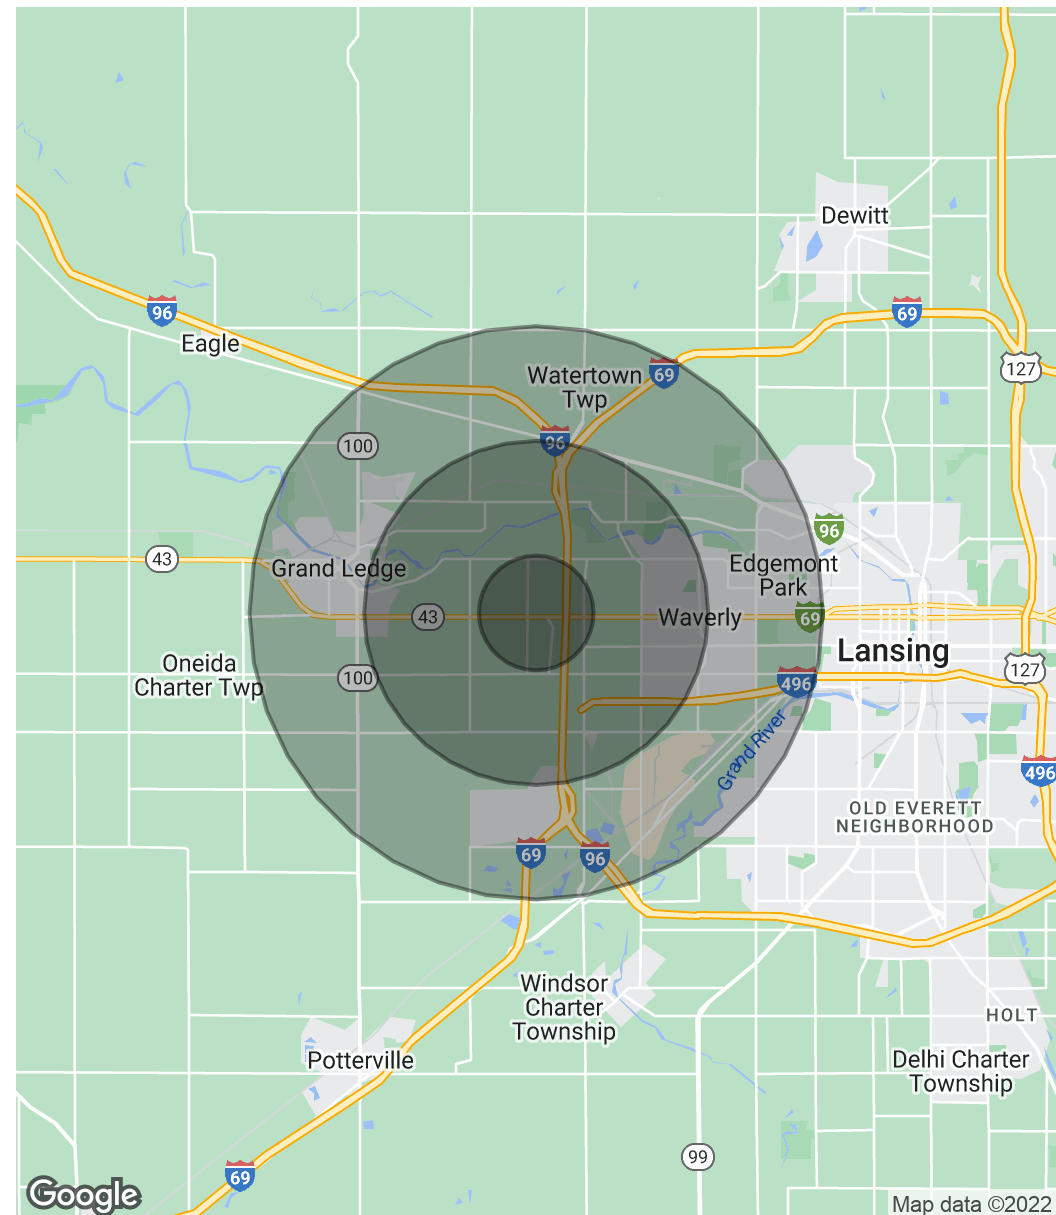 Dewitt
96
69
Eagle
127
Watertown
Twp
69
100
96
96
43
Edgemont
Park
Grand Ledge
43
Waverly
69
Lansing
Oneida
Charter Twp
100
127
496
Grand River
496
OLD EVERETT
NEIGHBORHOOD
69
96
Windsor
Charter
Township
HOLT
Potterville
Delhi Charter
Township
99
69
Google
Map data ©2022